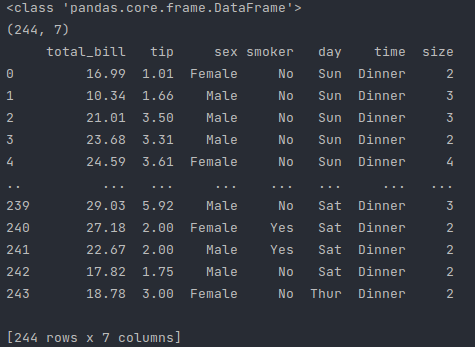 <class 'pandas.core.frame.DataFrame'>
(244, 7)
total_bill tip sex smoker day time size
0 16.99 1.01 Female No Sun Dinner 2
1 10.34 1.66 Male No Sun Dinner 3
2 21.01 3.50 Male No Sun Dinner 3
3 23.68 3.31 Male No Sun Dinner 2
4 24.59 3.61 Female No Sun Dinner 4
.. ... ... ... ... ... ... ...
239 29.03 5.92 Male No Sat Dinner 3
240 27.18 2.00 Female Yes Sat Dinner 2
241 22.67 2.00 Male Yes Sat Dinner 2
242 17.82 1.75 Male No Sat Dinner 2
243 18.78 3.00 Female No Thur Dinner 2
[244 rows x 7 columns]